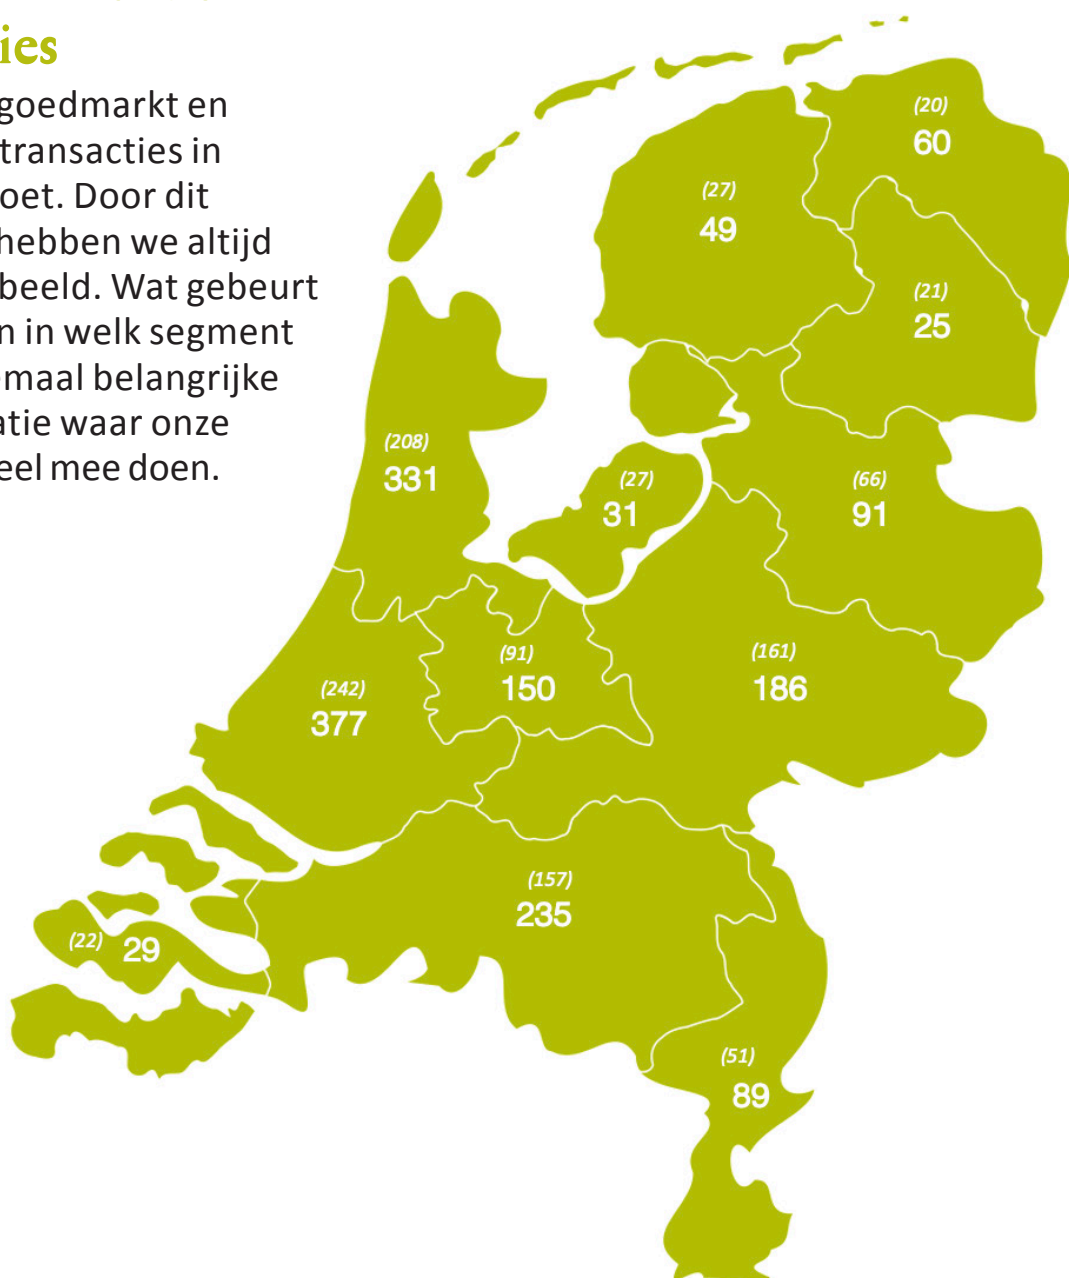 ies
goedmarkt en
transacties in
oet. Door dit
hebben we altijd
beeld. Wat gebeurt
n in welk segment
emaal belangrijke
atie waar onze
eel mee doen.
(20)
60
(27)
49
(21)
25
(208)
331
(27)
31
(66)
91
(91)
150
(161)
186
(242)
377
(157)
235
(22) 29
(51)
89